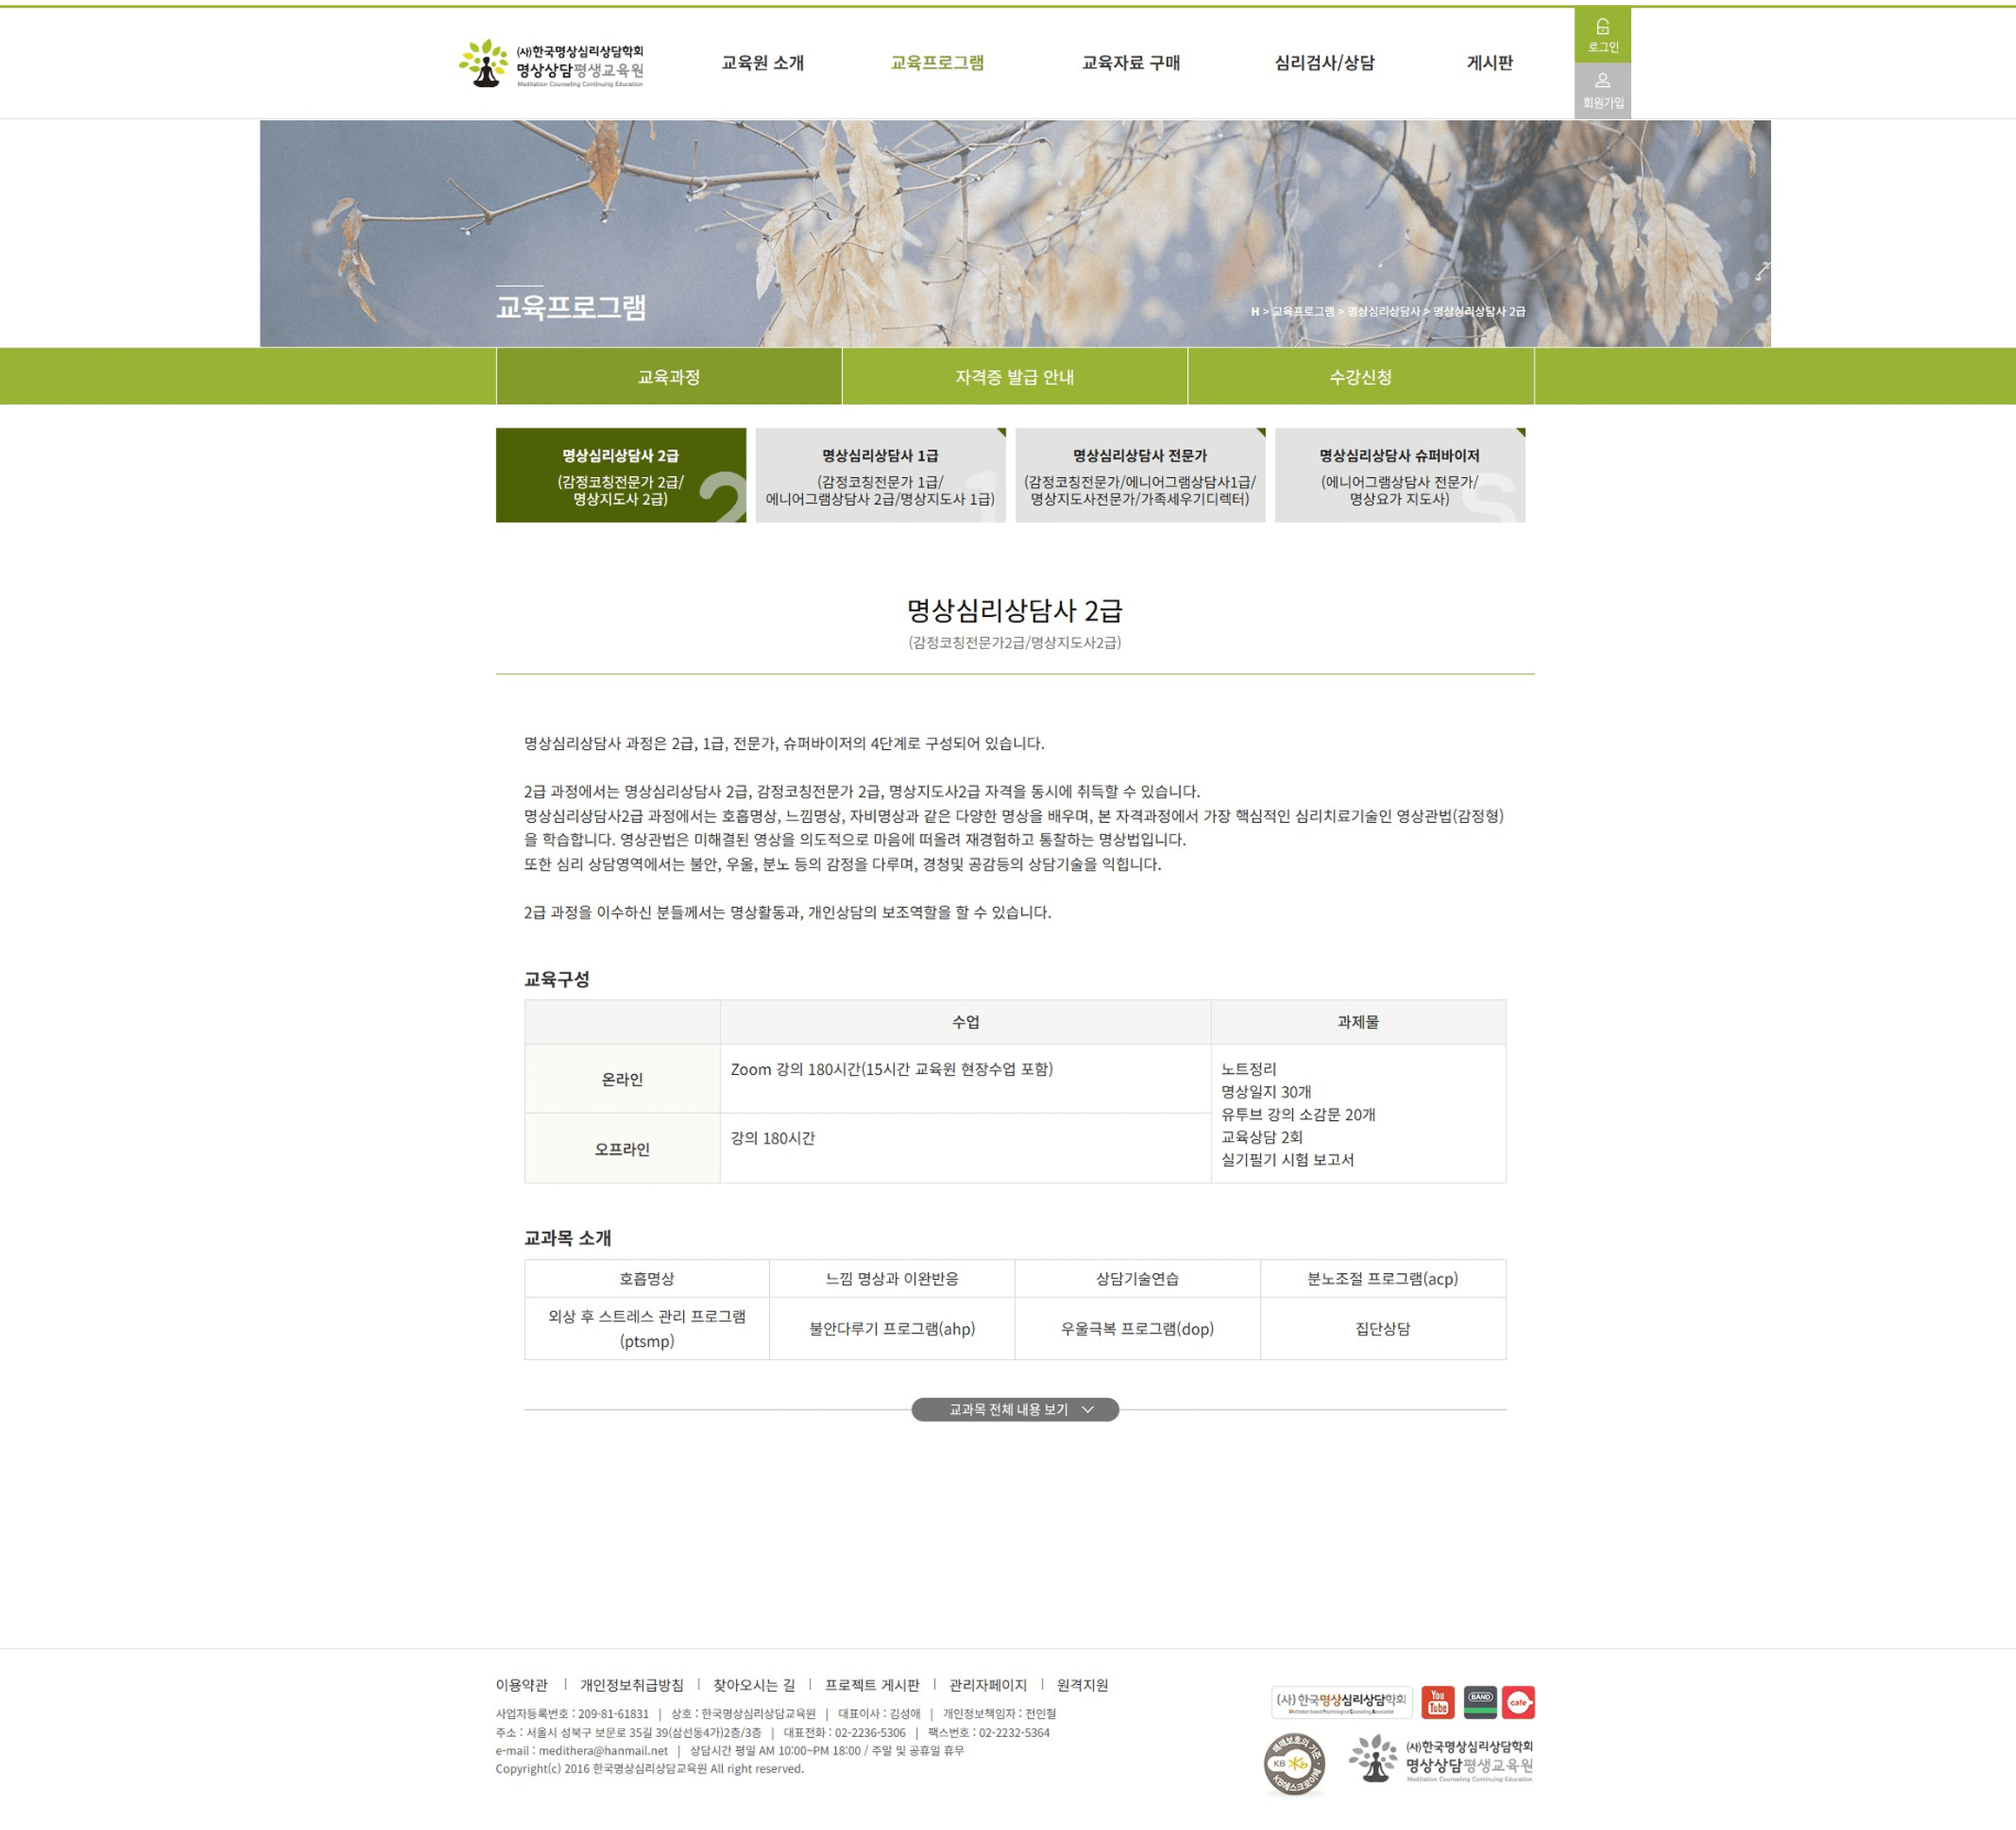 (사)한국명상심리상담학회
명상상담평생교육원
Meditation Counseling Continuing Education
교육원 소개
교육프로그램
교육자료 구매
심리검사/상담
게시판
로그인
회원가입
교육프로그램
H > 교육프로그램 > 명상심리상담사 > 명상심리상담사 2급
교육과정
자격증 발급 안내
수강신청
명상심리상담사 2급
(감정코칭전문가 2급/
명상지도사 2급)
2
명상심리상담사 1급
(감정코칭전문가 1급/
에니어그램상담사 2급/명상지도사 1급)
1
명상심리상담사 전문가
(감정코칭전문가/에니어그램상담사1급/
명상지도사전문가/가족세우기디렉터)
명상심리상담사 슈퍼바이저
(에니어그램상담사 전문가/
명상요가 지도사)
S
명상심리상담사 2급
(감정코칭전문가2급/명상지도사2급)
명상심리상담사 과정은 2급, 1급, 전문가, 슈퍼바이저의 4단계로 구성되어 있습니다.
2급 과정에서는 명상심리상담사 2급, 감정코칭전문가 2급, 명상지도사2급 자격을 동시에 취득할 수 있습니다.
명상심리상담사2급 과정에서는 호흡명상, 느낌명상, 자비명상과 같은 다양한 명상을 배우며, 본 자격과정에서 가장 핵심적인 심리치료기술인 영상관법(감정형)
을 학습합니다. 영상관법은 미해결된 영상을 의도적으로 마음에 떠올려 재경험하고 통찰하는 명상법입니다.
또한 심리 상담영역에서는 불안, 우울, 분노 등의 감정을 다루며, 경청및 공감등의 상담기술을 익힙니다.
2급 과정을 이수하신 분들께서는 명상활동과, 개인상담의 보조역할을 할 수 있습니다.
교육구성
수업
과제물
온라인
Zoom 강의 180시간(15시간 교육원 현장수업 포함)
오프라인
강의 180시간
노트정리
명상일지 30개
유투브 강의 소감문 20개
교육상담 2회
실기필기 시험 보고서
교과목 소개
호흡명상
느낌 명상과 이완반응
상담기술연습
분노조절 프로그램(acp)
외상 후 스트레스 관리 프로그램
(ptsmp)
불안다루기 프로그램(ahp)
우울극복 프로그램(dop)
집단상담
교과목 전체 내용 보기
이용약관 | 개인정보취급방침 | 찾아오시는 길 | 프로젝트 게시판 | 관리자페이지 | 원격지원
사업자등록번호 : 209-81-61831 | 상호 : 한국명상심리상담교육원 | 대표이사 : 김성애 | 개인정보책임자 : 전인철
주소 : 서울시 성북구 보문로 35길 39(삼선동4가)2층/3층 | 대표전화 : 02-2236-5306 | 팩스번호 : 02-2232-5364
e-mail : medithera@hanmail.net | 상담시간 평일 AM 10:00~PM 18:00 / 주말 및 공휴일 휴무
Copyright(c) 2016 한국명상심리상담교육원 All right reserved.
(사)한국명상심리상담학회
Meditation based Psychological Counseling Association
You
Tube
BAND
cafe
매매보호의 기준
KB
KB에스크로이체
(사)한국명상심리상담학회
명상상담평생교육원
Meditation Counseling Continuing Education